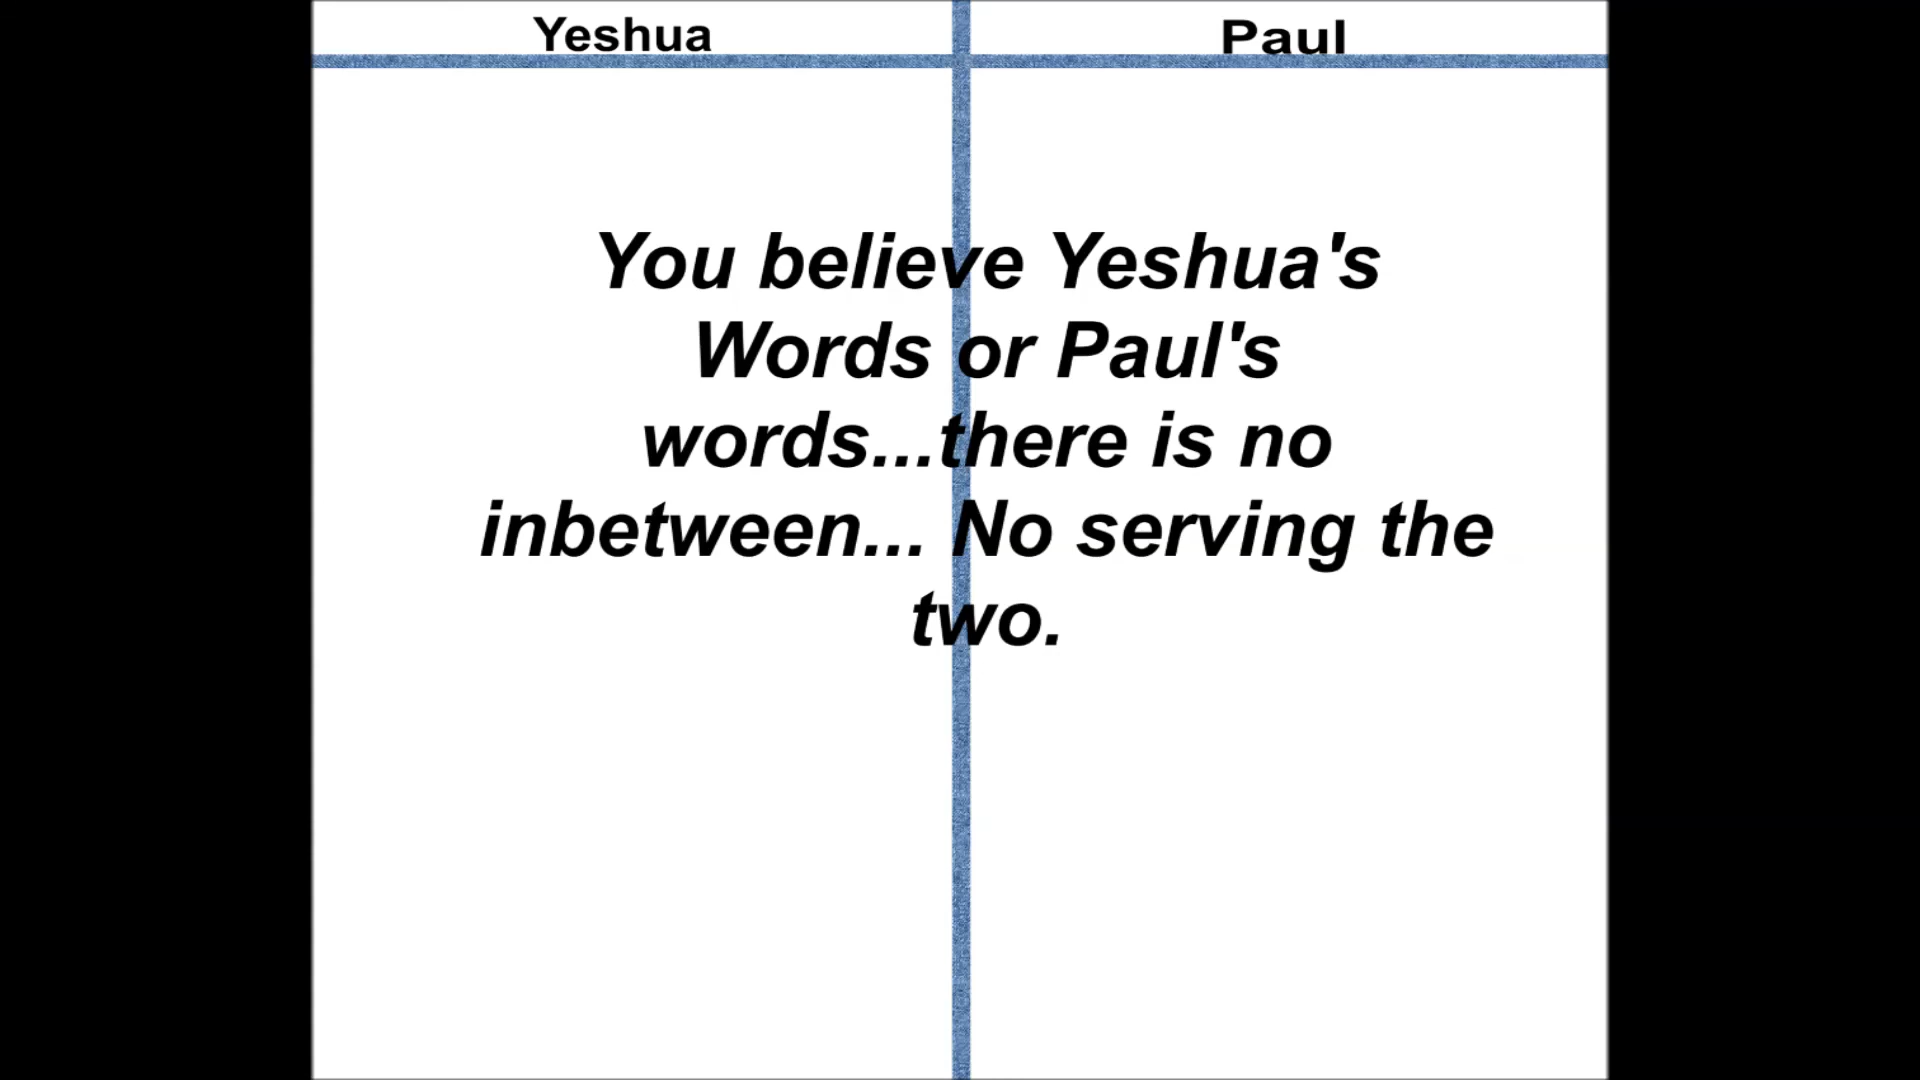 Yeshua
Paul
You believe Yeshua's
Words or Paul's
words...there is no
inbetween... No serving the
two.